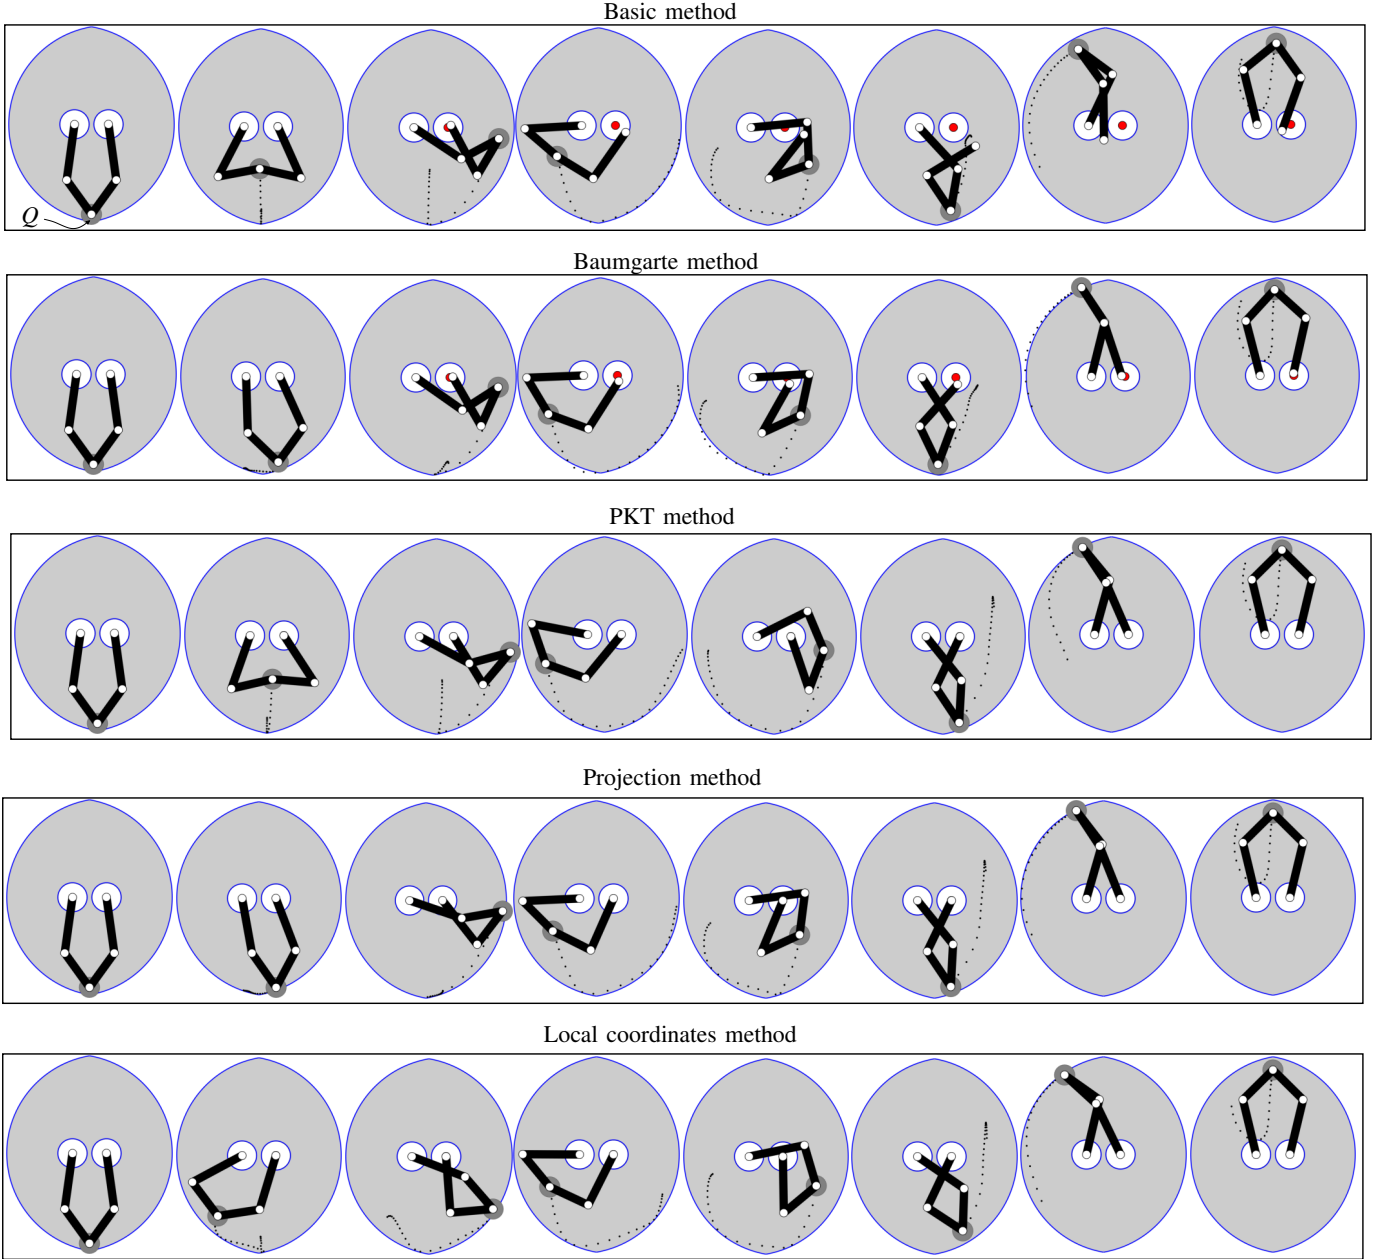 Basic method
Q
Baumgarte method
PKT method
Projection method
Local coordinates method